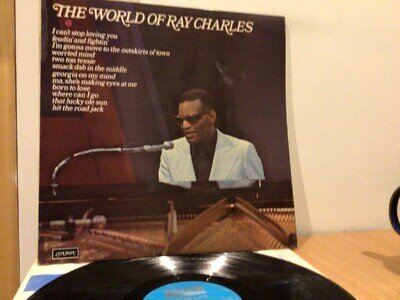 THE WORLD OF RAY CHARLES
I can't stop loving you
feudin' and fightin'
I'm gonna move to the outskirts of town
worried mind
two ton tessie
smack dab in the middle
georgia on my mind
ma, she's making eyes at me
born to lose
where can I go
that lucky ole sun
hit the road jack
LONDON